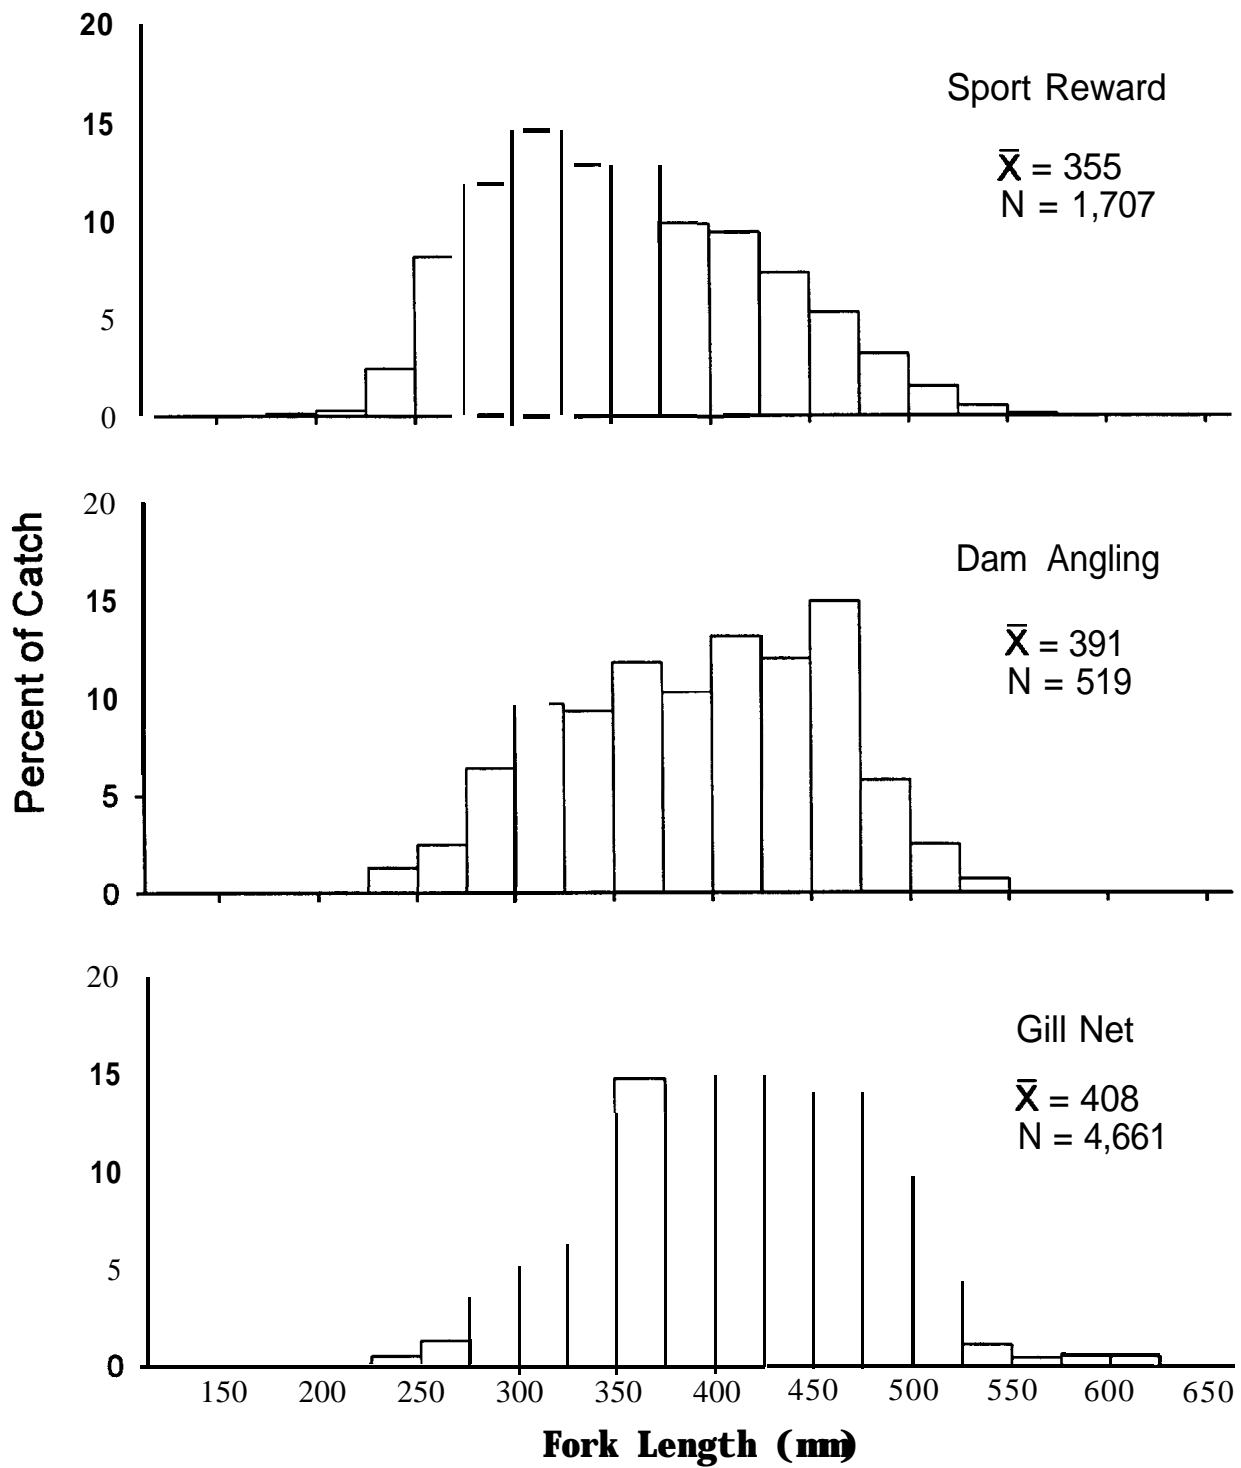 20
15
10
5
0
Sport Reward
X̄ = 355
N = 1,707
Percent of Catch
20
15
10
5
0
Dam Angling
X̄ = 391
N = 519
20
15
10
5
0
Gill Net
X̄ = 408
N = 4,661
150 200 250 300 350 400 450 500 550 600 650
Fork Length (mm)